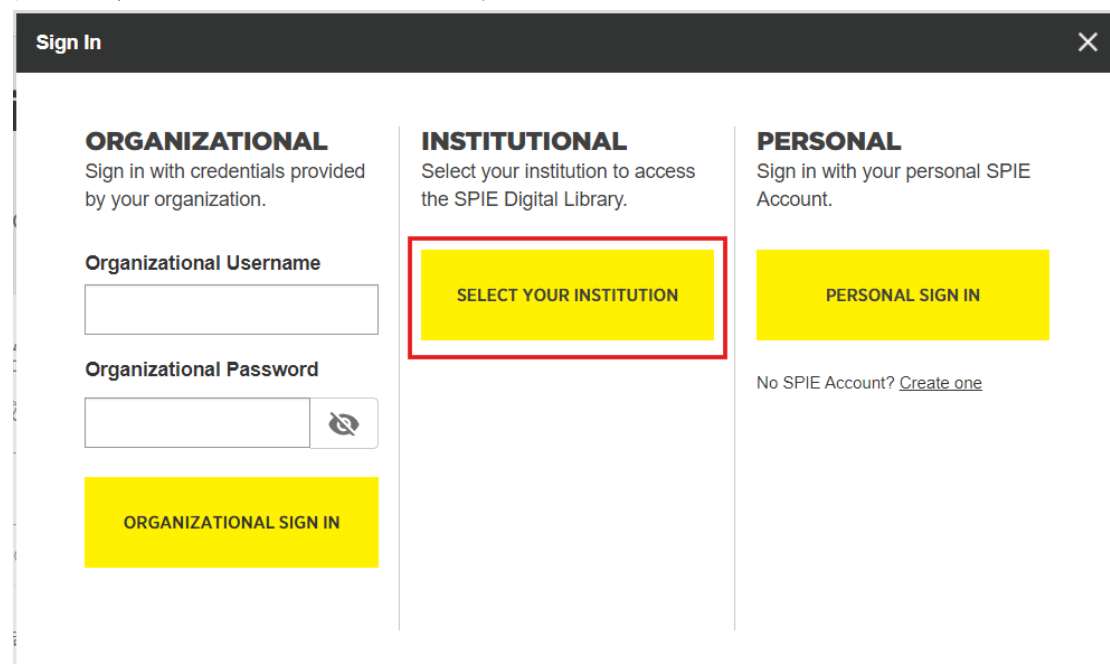 Sign In
ORGANIZATIONAL
Sign in with credentials provided
by your organization.
Organizational Username
Organizational Password
ORGANIZATIONAL SIGN IN
INSTITUTIONAL
Select your institution to access
the SPIE Digital Library.
SELECT YOUR INSTITUTION
PERSONAL
Sign in with your personal SPIE
Account.
PERSONAL SIGN IN
No SPIE Account? Create one